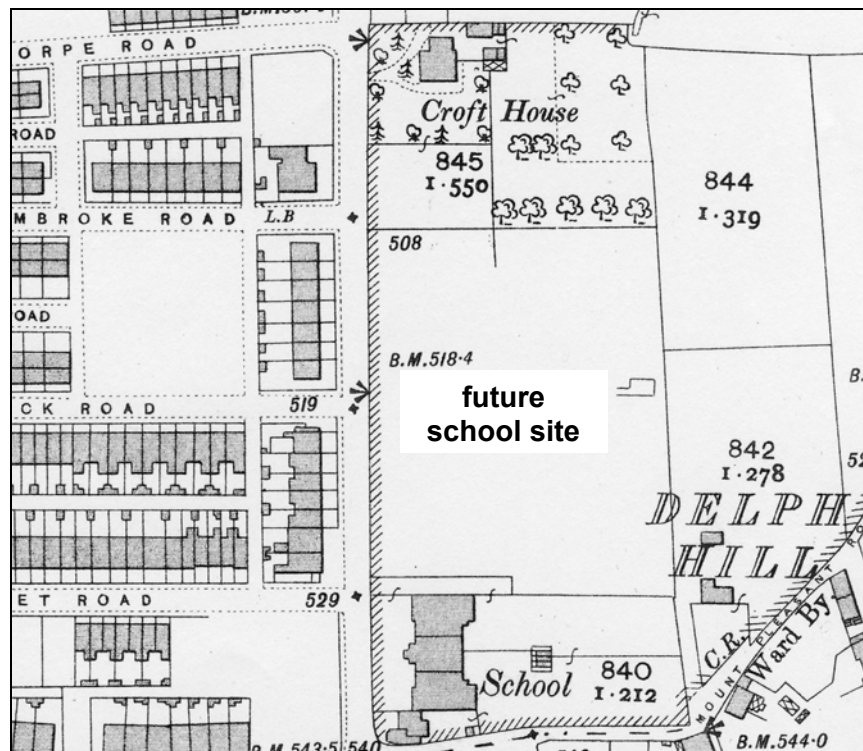 ORPE ROAD
Croft House
ROAD
845
1·550
844
1·319
MBROKE ROAD
L.B
508
OAD
B.M.518·4
future
school site
CK ROAD
519
842
1·278
52
DELPH
HILL
ET ROAD
529
C.R.
MOUNT PLEASANT RO
Ward By
School
840
1·212
B.M.543·5
540
B.M.544·0